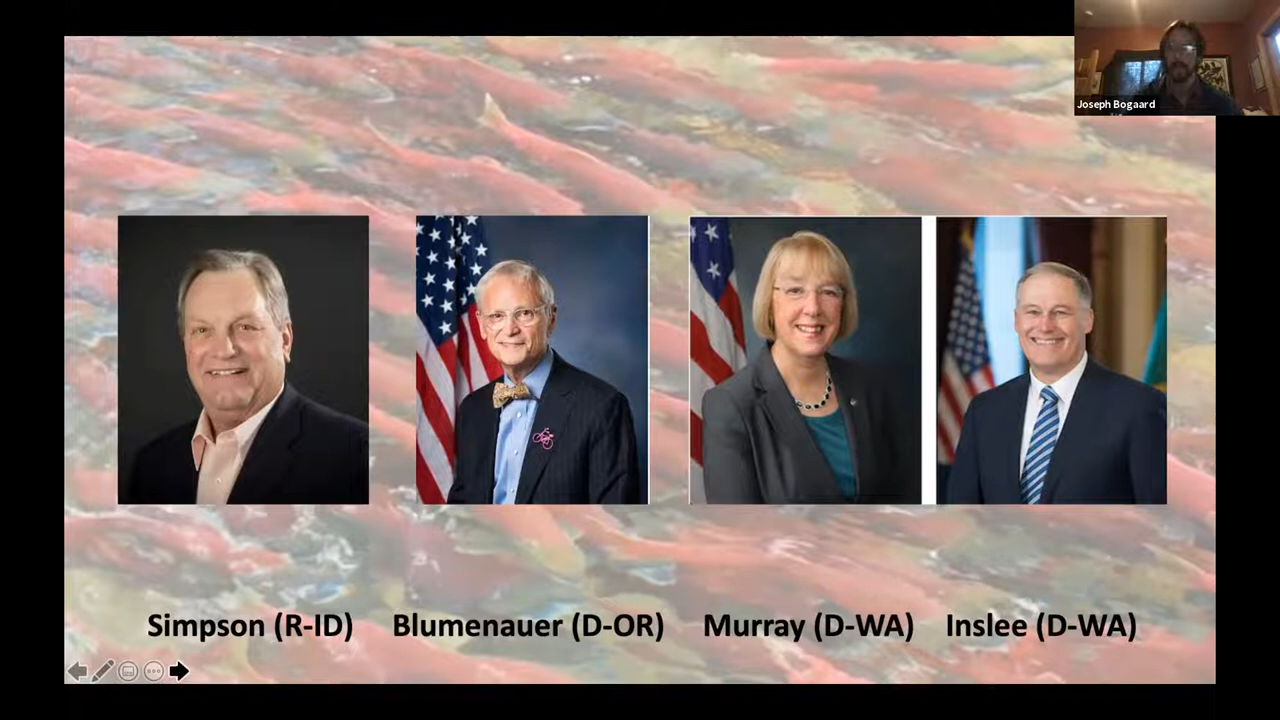 Joseph Bogaard
Simpson (R-ID) Blumenauer (D-OR) Murray (D-WA) Inslee (D-WA)